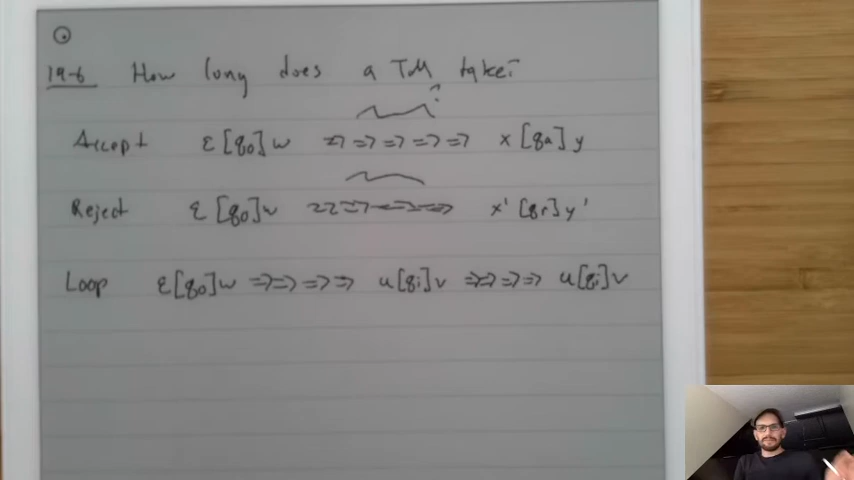 19-6 How long does a TM take?
?
Accept ε[q₀]w ⇒⇒⇒⇒⇒ x[qₐ]y
Reject ε[q₀]w ⇒⇒⇒⇒⇒ x'[qᵣ]y'
Loop ε[q₀]w ⇒⇒⇒⇒ u[qᵢ]v ⇒⇒⇒⇒ u[qᵢ]v